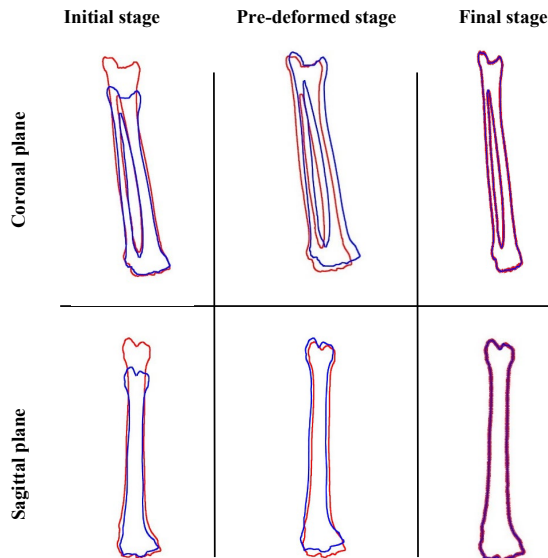 Initial stage Pre-deformed stage Final stage
Coronal plane
Sagittal plane